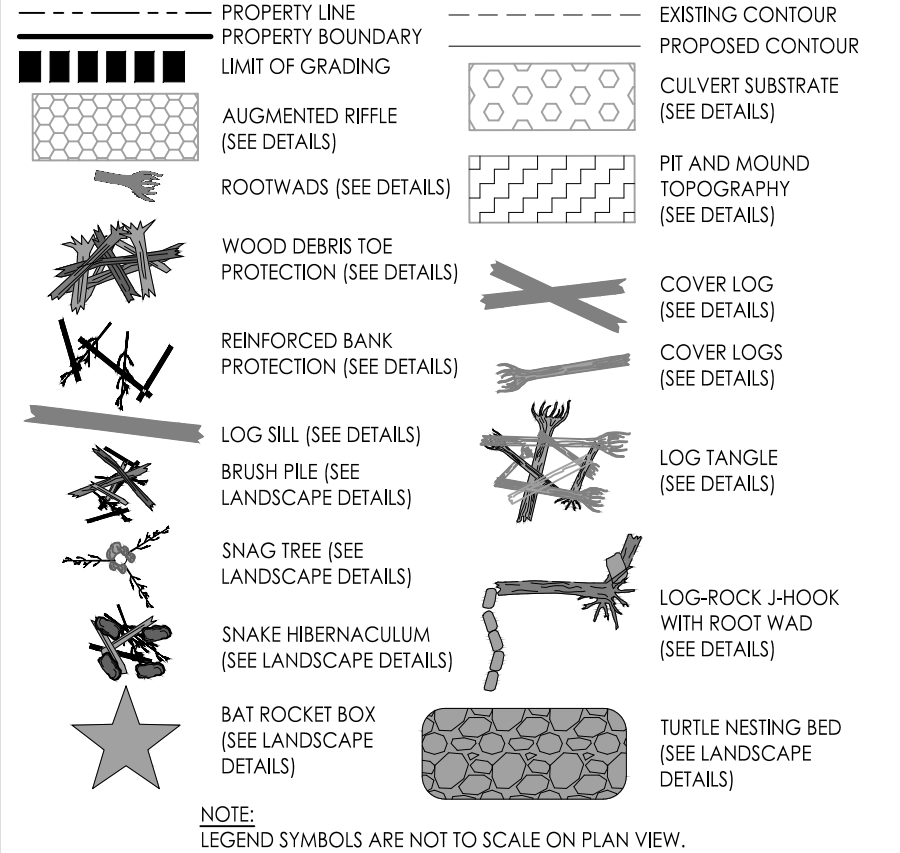 PROPERTY LINE
PROPERTY BOUNDARY
LIMIT OF GRADING
AUGMENTED RIFFLE
(SEE DETAILS)
ROOTWADS (SEE DETAILS)
WOOD DEBRIS TOE
PROTECTION (SEE DETAILS)
REINFORCED BANK
PROTECTION (SEE DETAILS)
LOG SILL (SEE DETAILS)
BRUSH PILE (SEE
LANDSCAPE DETAILS)
SNAG TREE (SEE
LANDSCAPE DETAILS)
SNAKE HIBERNACULUM
(SEE LANDSCAPE DETAILS)
BAT ROCKET BOX
(SEE LANDSCAPE
DETAILS)
EXISTING CONTOUR
PROPOSED CONTOUR
CULVERT SUBSTRATE
(SEE DETAILS)
PIT AND MOUND
TOPOGRAPHY
(SEE DETAILS)
COVER LOG
(SEE DETAILS)
COVER LOGS
(SEE DETAILS)
LOG TANGLE
(SEE DETAILS)
LOG-ROCK J-HOOK
WITH ROOT WAD
(SEE DETAILS)
TURTLE NESTING BED
(SEE LANDSCAPE
DETAILS)
NOTE:
LEGEND SYMBOLS ARE NOT TO SCALE ON PLAN VIEW.